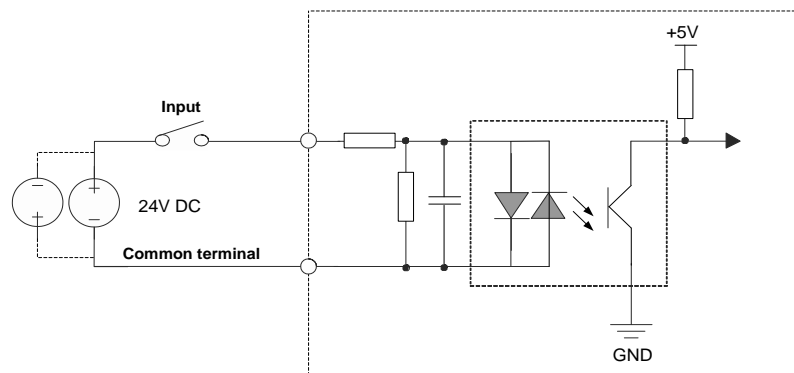 +5V
Input
24V DC
Common terminal
GND